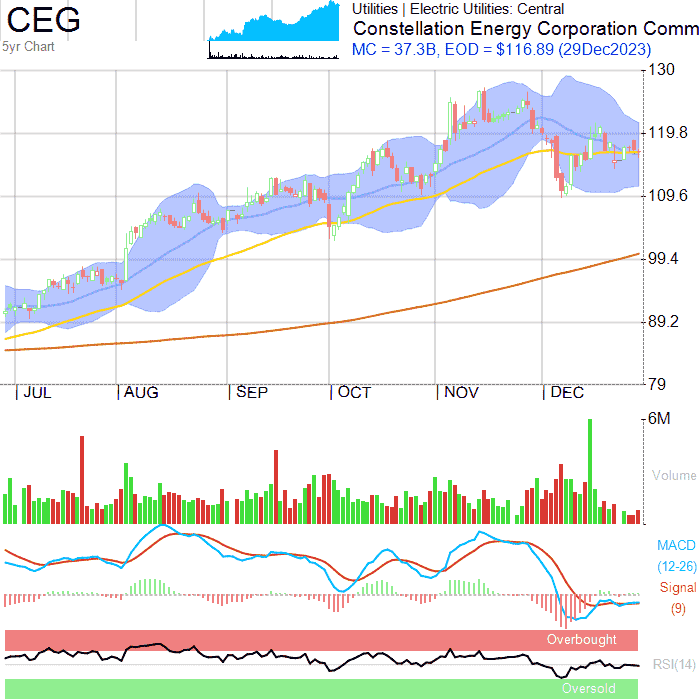 CEG
5yr Chart
Utilities | Electric Utilities: Central
Constellation Energy Corporation Comm
MC = 37.3B, EOD = $116.89 (29Dec2023)
130
119.8
109.6
99.4
89.2
79
JUL AUG SEP OCT NOV DEC
6M
Volume
MACD
(12-26)
Signal
(9)
Overbought
RSI(14)
Oversold